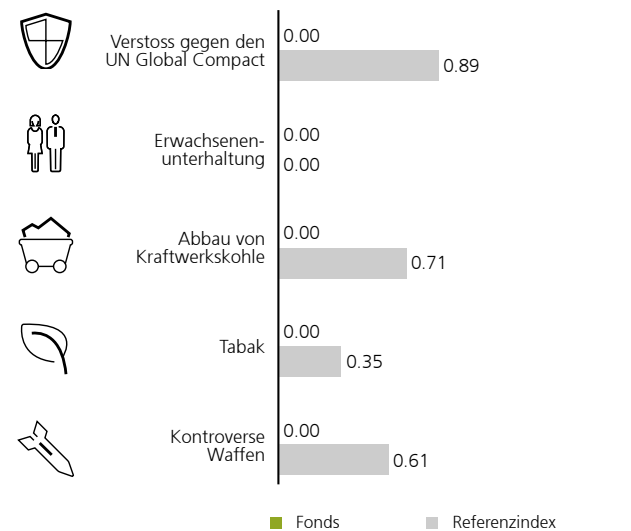 Verstoss gegen den
UN Global Compact
0.00
0.89
Erwachsenen-
unterhaltung
0.00
0.00
Abbau von
Kraftwerkskohle
0.00
0.71
Tabak
0.00
0.35
Kontroverse
Waffen
0.00
0.61
Fonds
Referenzindex